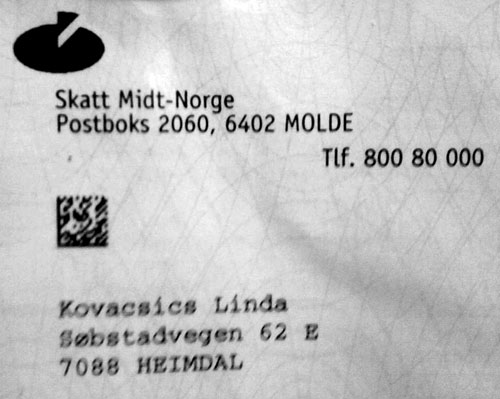 Skatt Midt-Norge
Postboks 2060, 6402 MOLDE
Tlf. 800 80 000
Kovacsics Linda
Søbstadvegen 62 E
7088 HEIMDAL